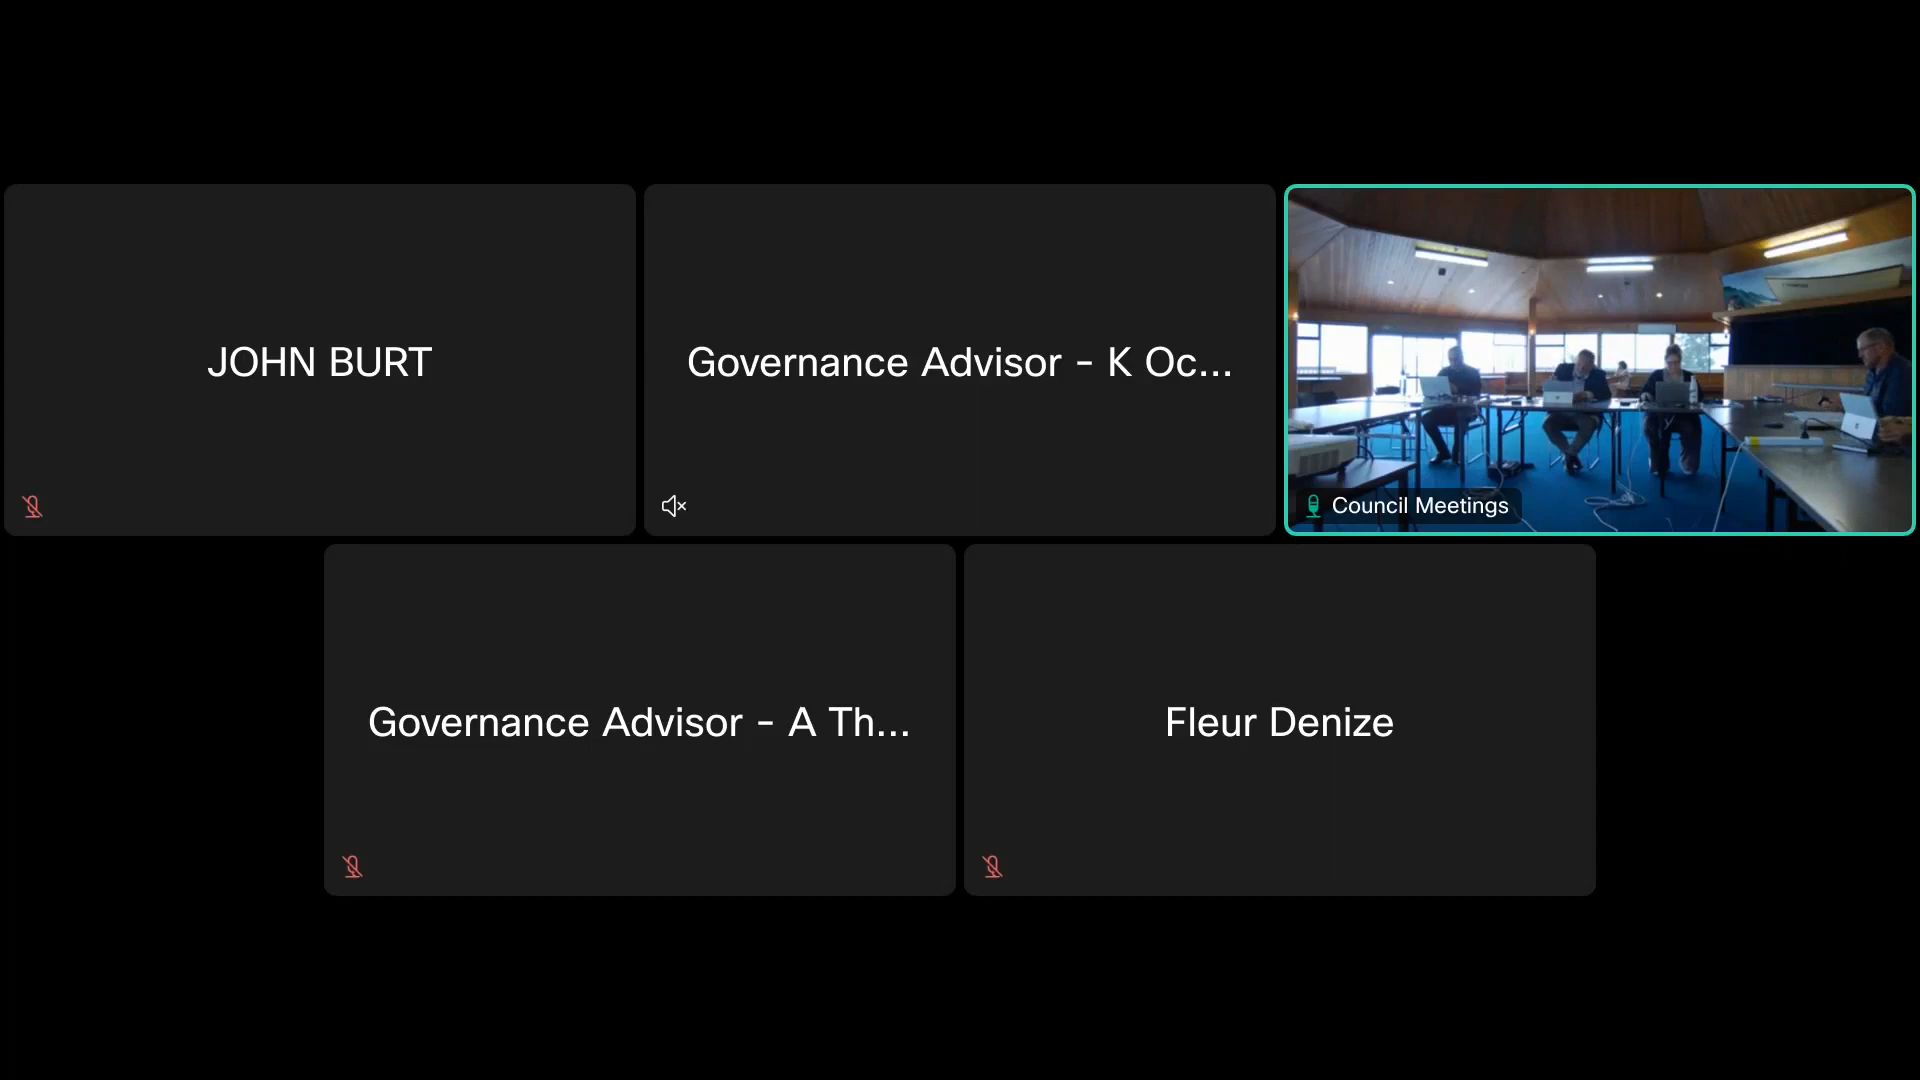 JOHN BURT
Governance Advisor - K Oc...
Council Meetings
Governance Advisor - A Th...
Fleur Denize